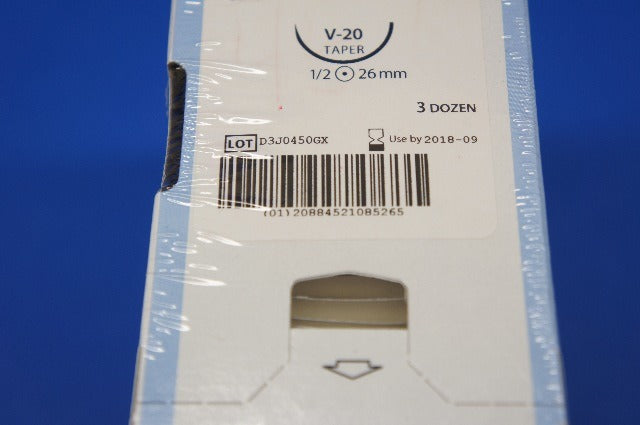 V-20
TAPER
1/2 26 mm
3 DOZEN
LOT D3J0450GX Use by 2018-09
(01)20884521085265